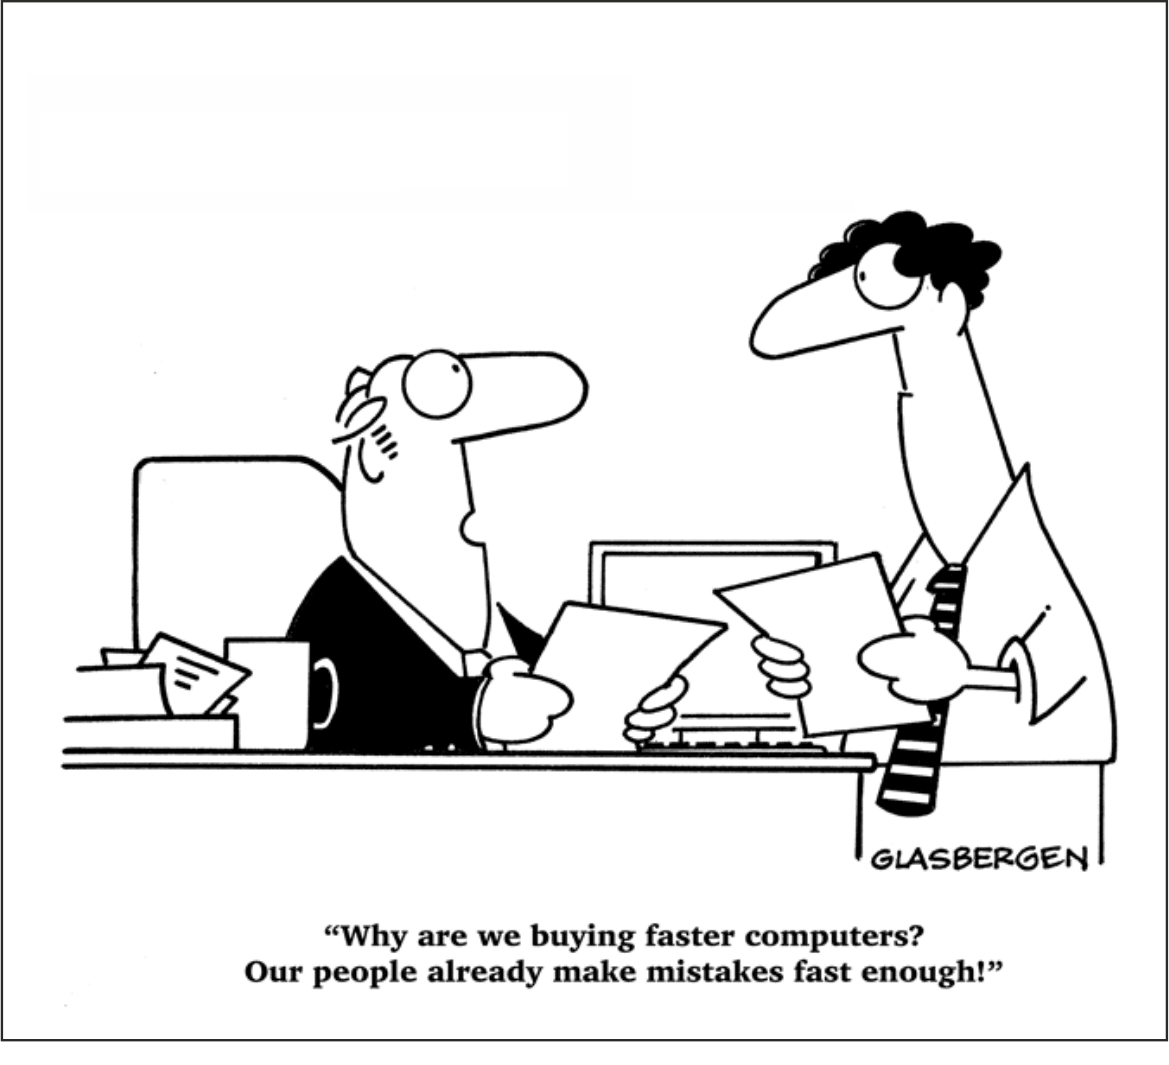 GLASBERGEN
“Why are we buying faster computers?
Our people already make mistakes fast enough!”